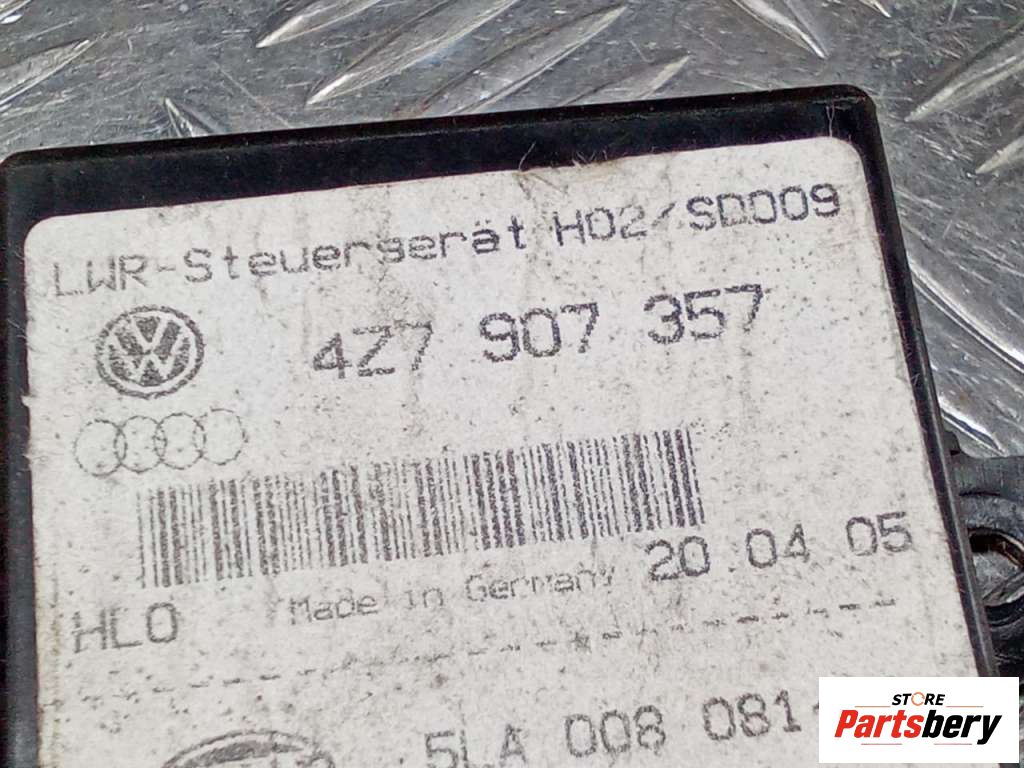 LWR-Steuergerät H02/SD009
4Z7 907 357
20.04.05
HLO Made in Germany
5LA 008 081-
STORE
Partsbery